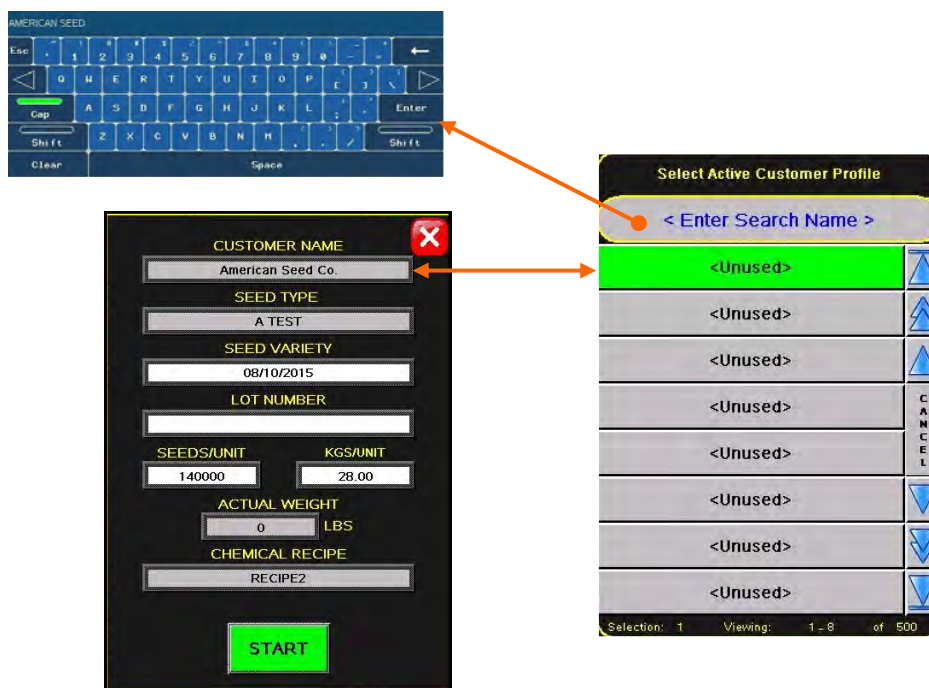 AMERICAN SEED
Esc 1 2 3 4 5 6 7 8 9 0 - =
Q W E R T Y U I O P [ ] \
Cap A S D F G H J K L ; Enter
Shift Z X C V B N M , . / Shift
Clear Space
Select Active Customer Profile
< Enter Search Name >
<Unused>
<Unused>
<Unused>
<Unused>
<Unused>
<Unused>
<Unused>
<Unused>
CANCEL
Selection: 1 Viewing: 1 - 8 of 500
CUSTOMER NAME
American Seed Co.
SEED TYPE
A TEST
SEED VARIETY
08/10/2015
LOT NUMBER
SEEDS/UNIT KGS/UNIT
140000 28.00
ACTUAL WEIGHT
0 LBS
CHEMICAL RECIPE
RECIPE2
START